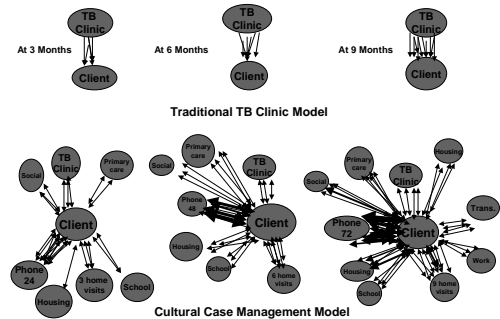 TB
Clinic
At 3 Months
Client
TB
Clinic
At 6 Months
Client
TB
Clinic
At 9 Months
Client
Traditional TB Clinic Model
Social
TB
Clinic
Primary
care
Client
Phone
24
Housing
3 home
visits
School
Primary
care
Social
TB
Clinic
Phone
48
Client
Housing
School
6 home
visits
Primary
care
Social
TB
Clinic
Housing
Trans.
Phone
72
Client
Housing
School
9 home
visits
Work
Cultural Case Management Model